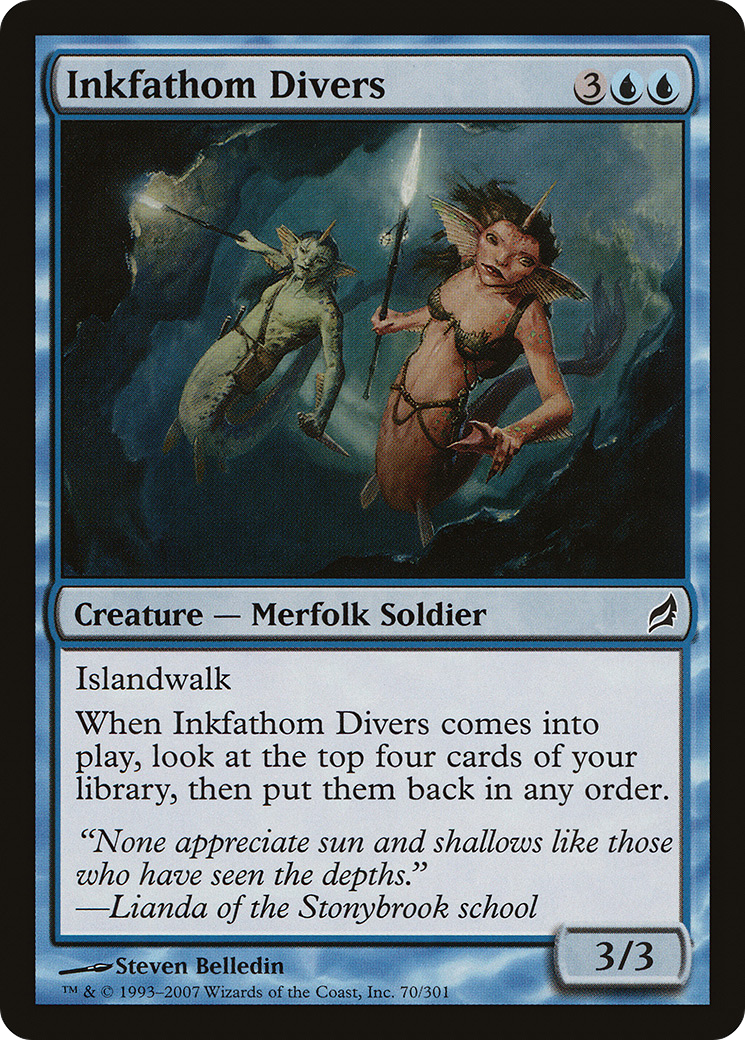 Inkfathom Divers 3
Creature — Merfolk Soldier
Islandwalk
When Inkfathom Divers comes into
play, look at the top four cards of your
library, then put them back in any order.
“None appreciate sun and shallows like those
who have seen the depths.”
—Lianda of the Stonybrook school
3/3
Steven Belledin
™ & © 1993–2007 Wizards of the Coast, Inc. 70/301